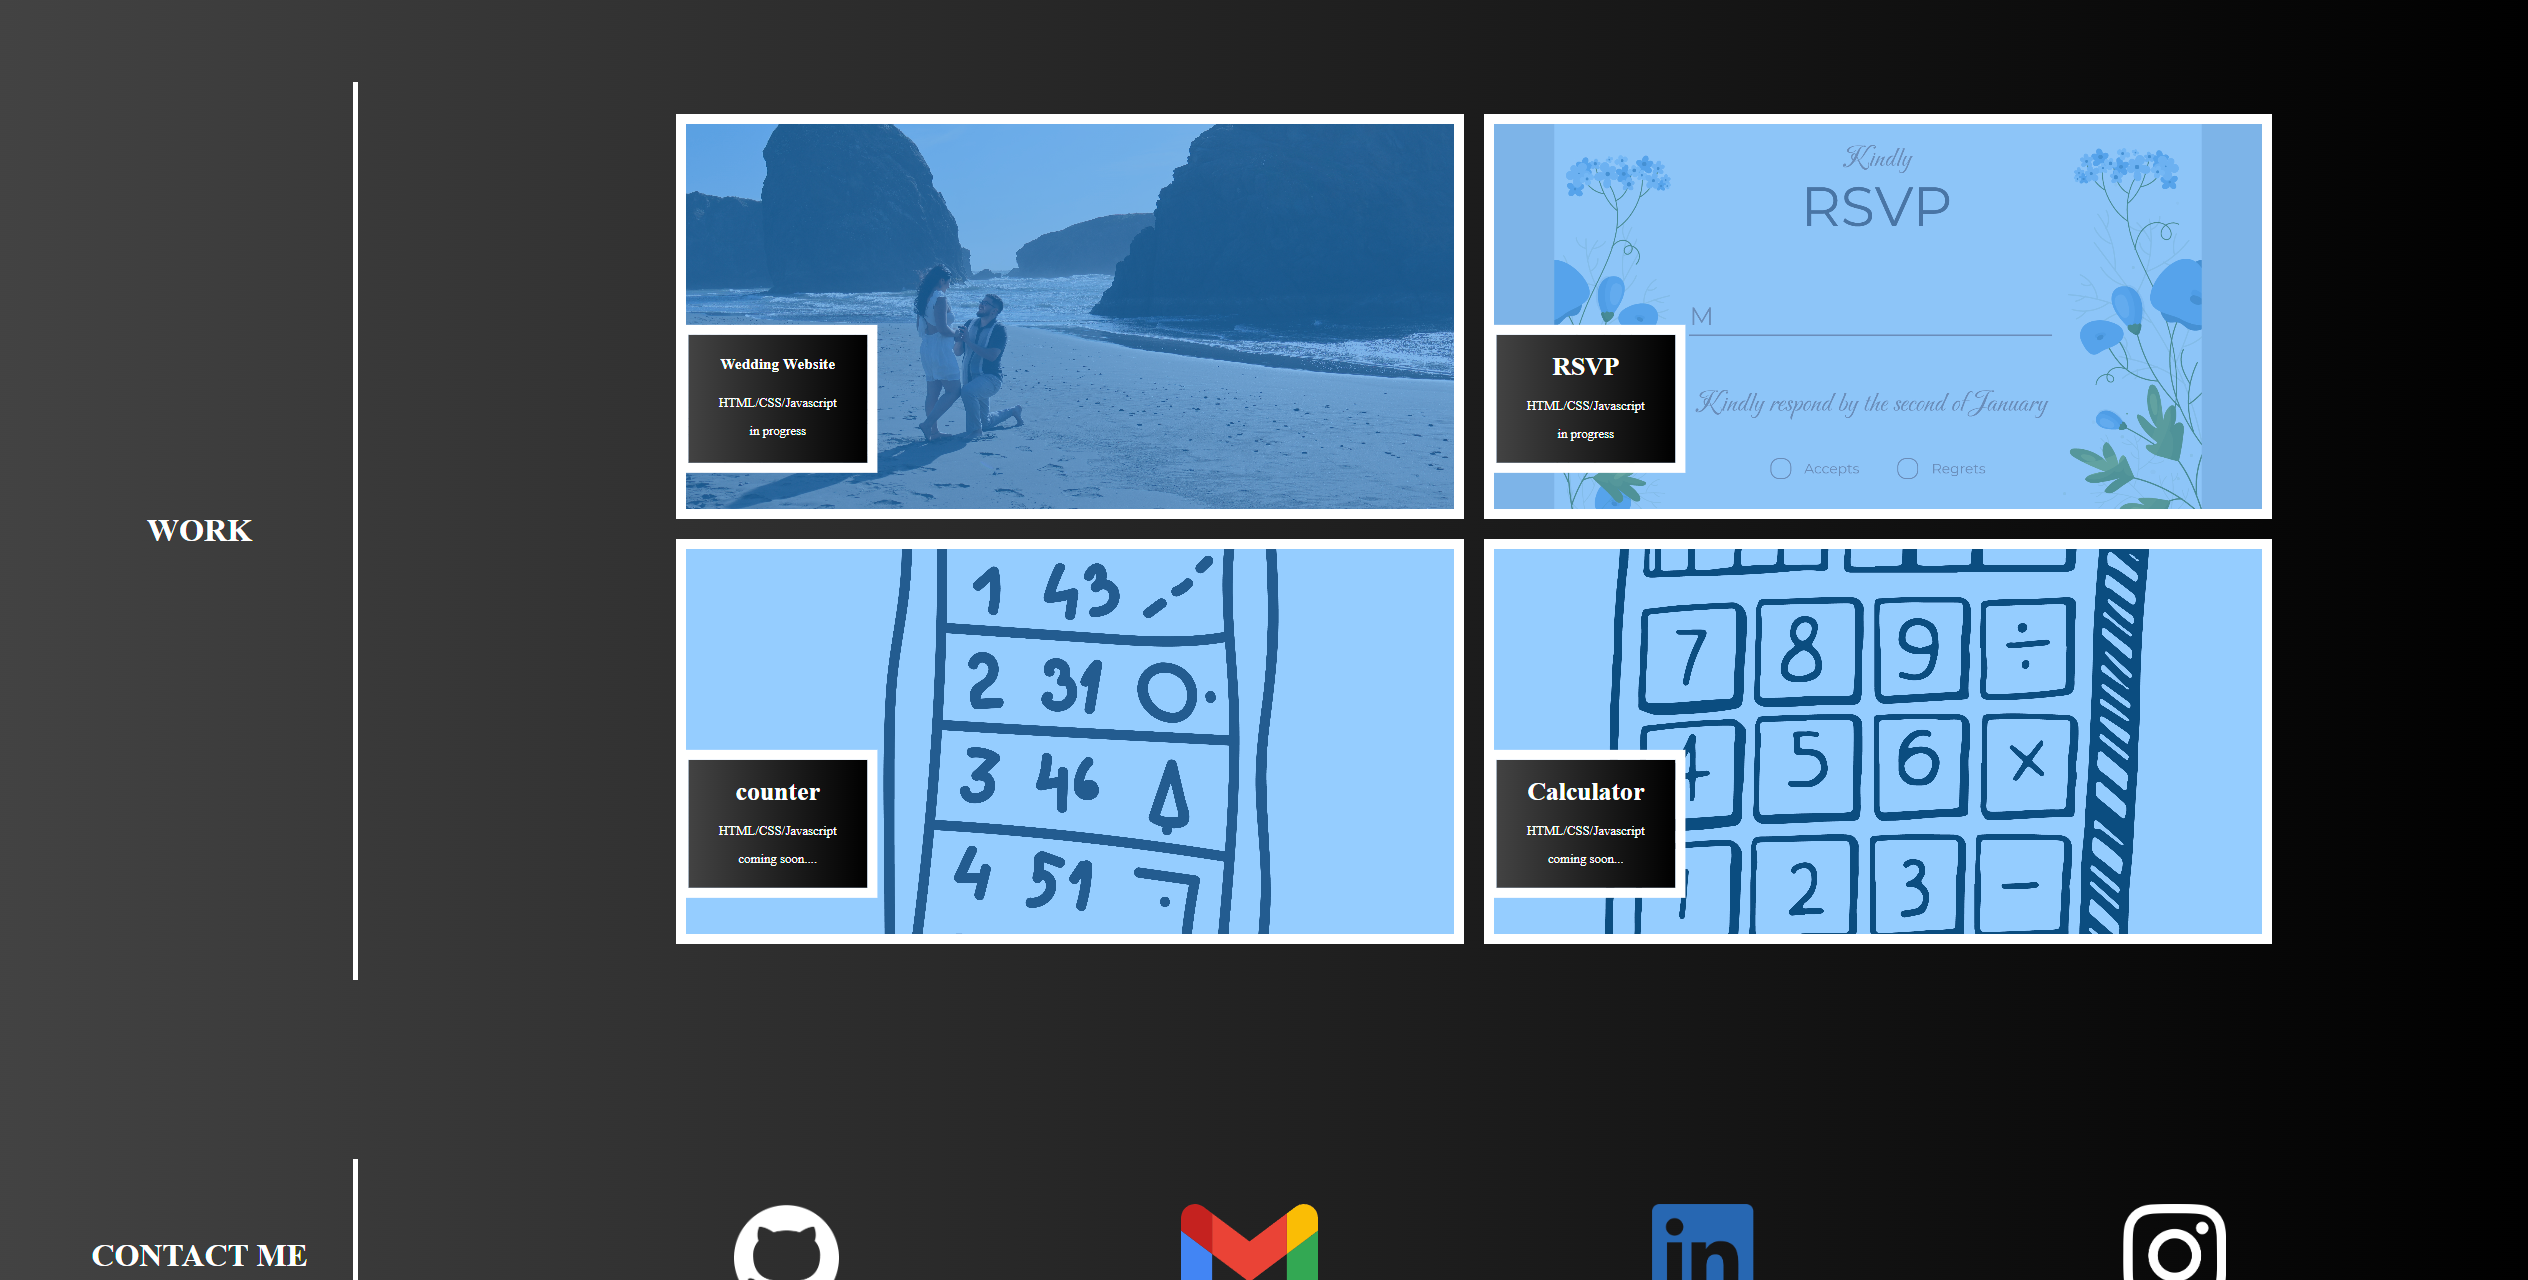 WORK
Wedding Website
HTML/CSS/Javascript
in progress
Kindly
RSVP
M
Kindly respond by the second of January
Accepts
Regrets
RSVP
HTML/CSS/Javascript
in progress
1 43
2 31
3 46
4 51
counter
HTML/CSS/Javascript
coming soon....
7 8 9 ÷
4 5 6 ×
1 2 3 −
Calculator
HTML/CSS/Javascript
coming soon...
CONTACT ME
in